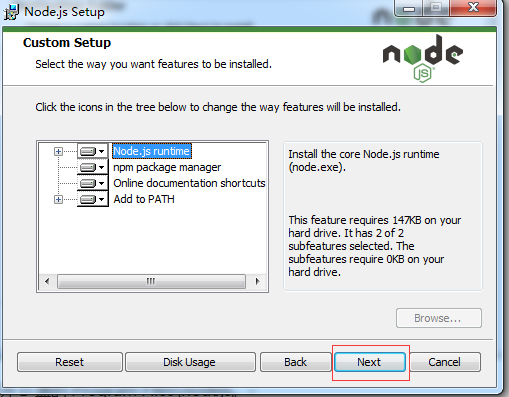 Node.js Setup
Custom Setup
Select the way you want features to be installed.
node
JS
Click the icons in the tree below to change the way features will be installed.
Node.js runtime
npm package manager
Online documentation shortcuts
Add to PATH
Install the core Node.js runtime
(node.exe).
This feature requires 147KB on your
hard drive. It has 2 of 2
subfeatures selected. The
subfeatures require 0KB on your
hard drive.
Browse...
Reset
Disk Usage
Back
Next
Cancel